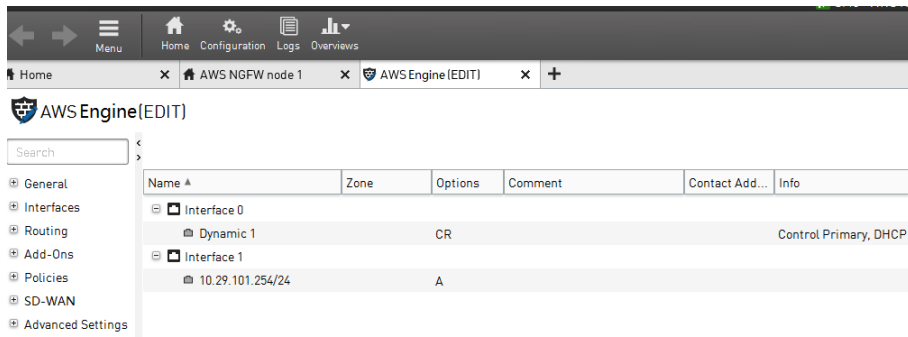 Menu Home Configuration Logs Overviews
Home AWS NGFW node 1 AWS Engine (EDIT)
AWS Engine(EDIT)
Search
General
Interfaces
Routing
Add-Ons
Policies
SD-WAN
Advanced Settings
Name Zone Options Comment Contact Add... Info
Interface 0
Dynamic 1 CR Control Primary, DHCP
Interface 1
10.29.101.254/24 A